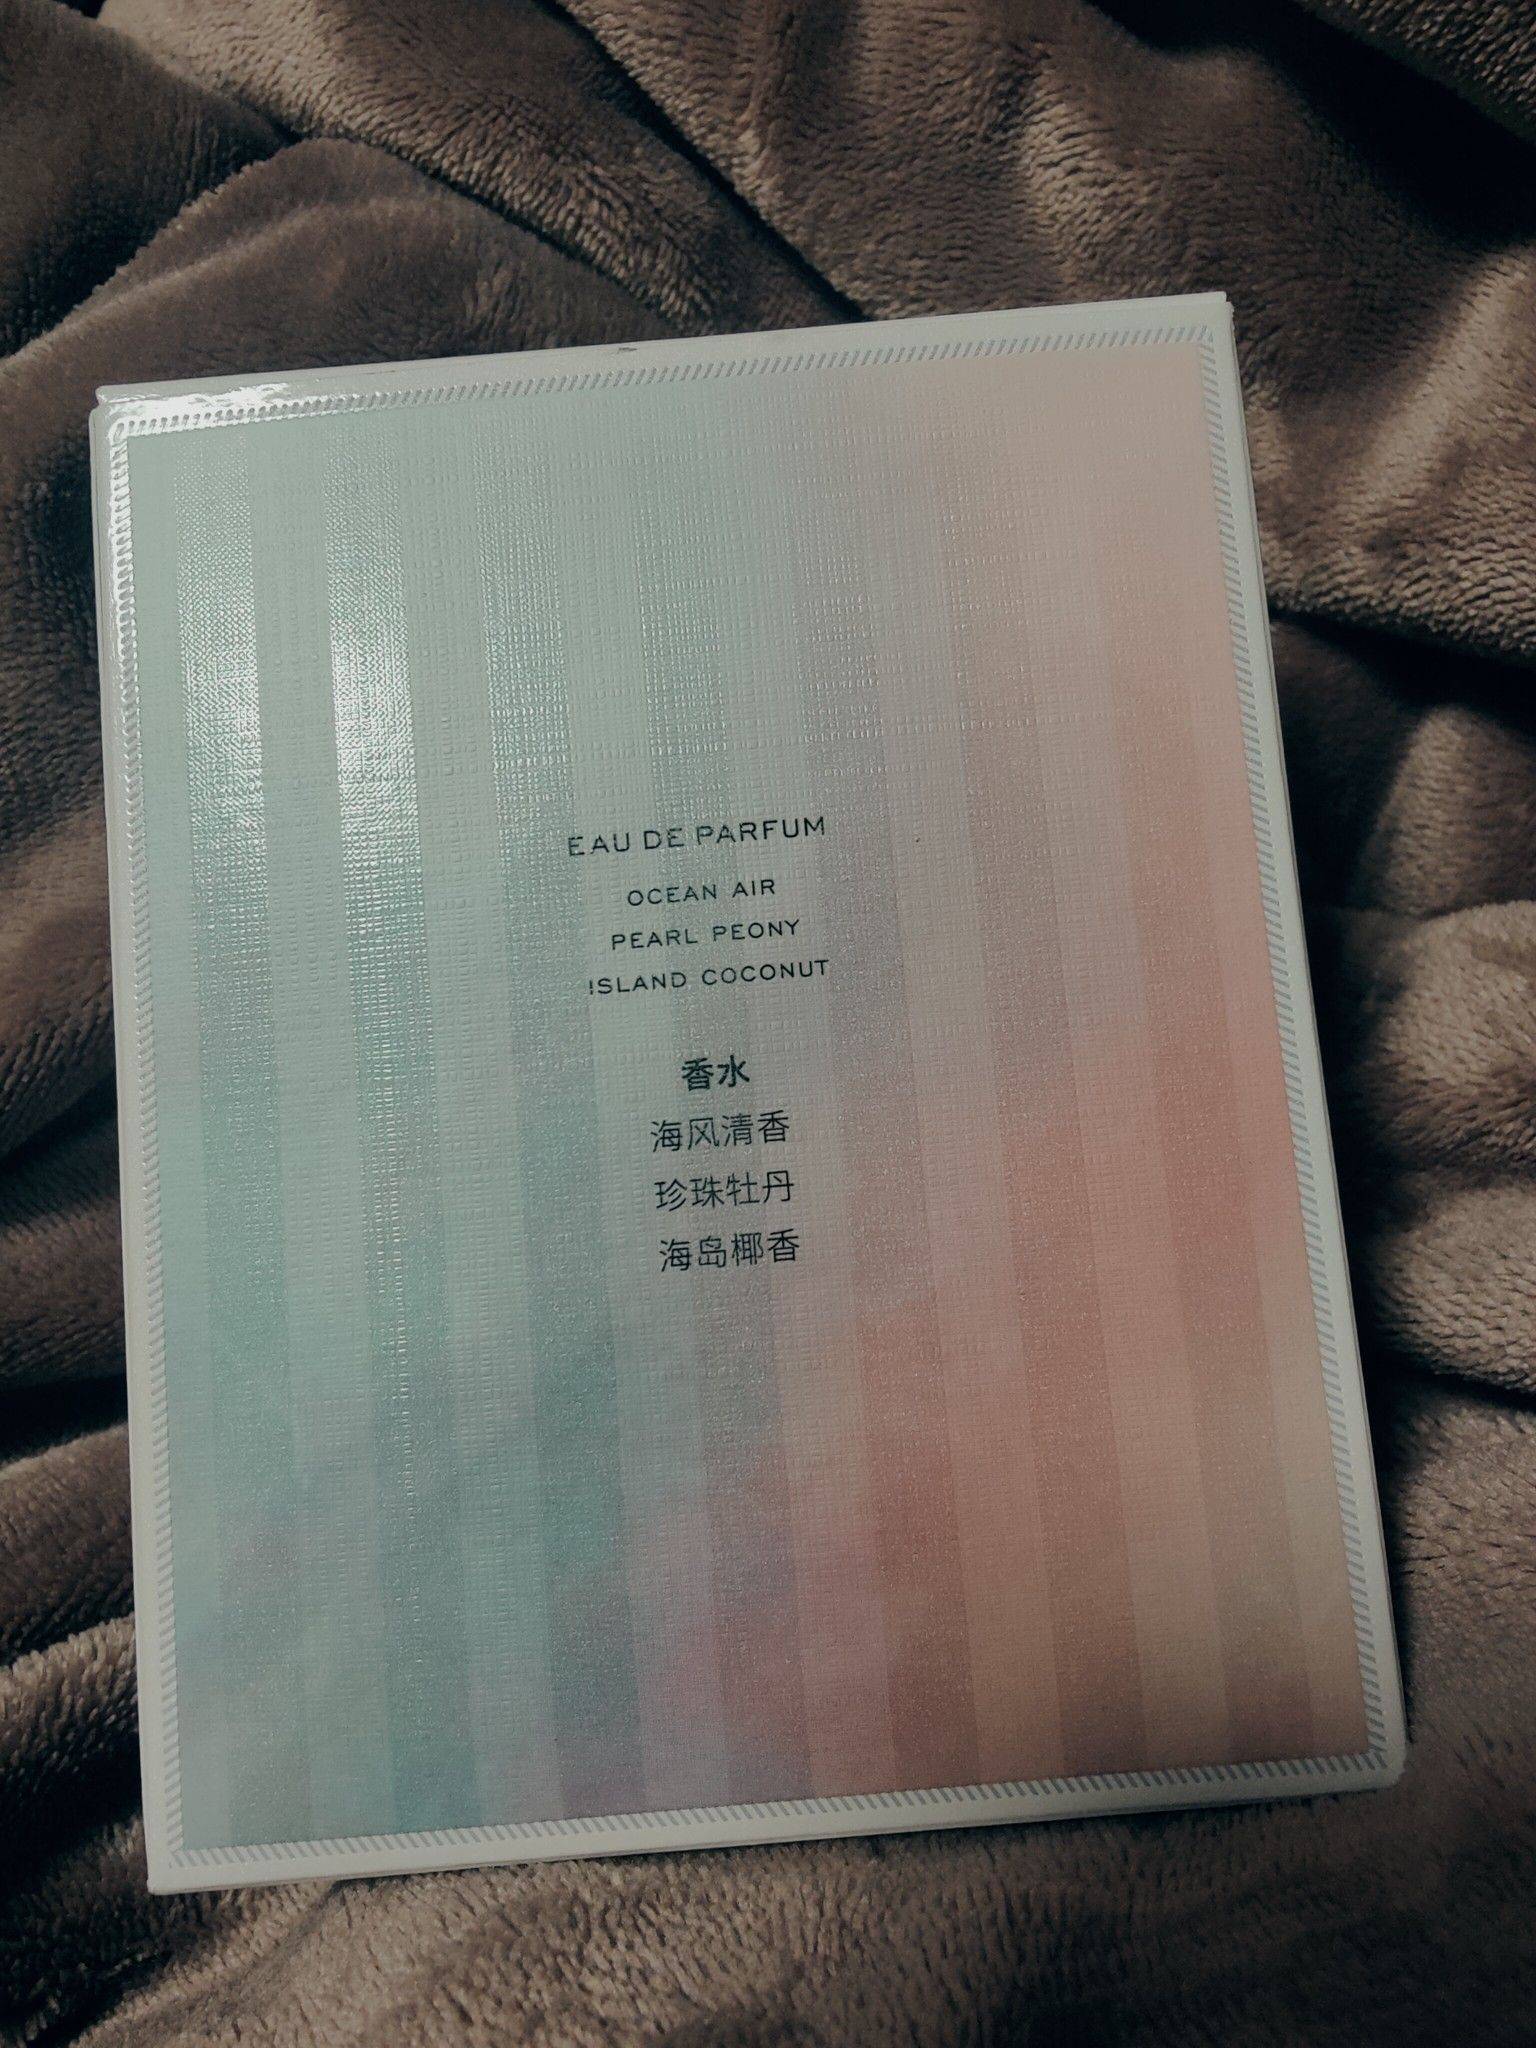 EAU DE PARFUM
OCEAN AIR
PEARL PEONY
ISLAND COCONUT
香水
海风清香
珍珠牡丹
海岛椰香